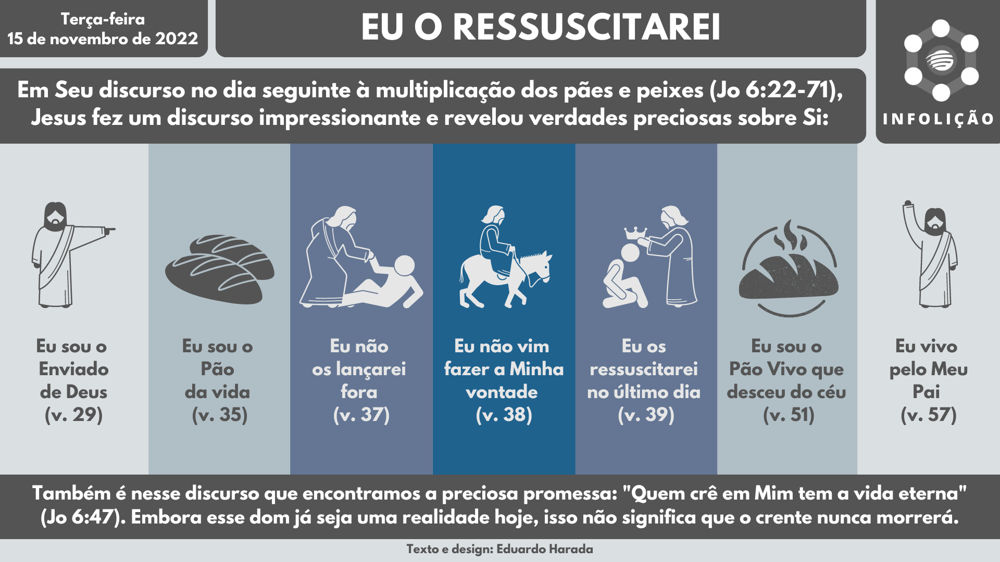 Terça-feira
15 de novembro de 2022
EU O RESSUSCITAREI
INFOLIÇÃO
Em Seu discurso no dia seguinte à multiplicação dos pães e peixes (Jo 6:22-71),
Jesus fez um discurso impressionante e revelou verdades preciosas sobre Si:
Eu sou o
Enviado
de Deus
(v. 29)
Eu sou o
Pão
da vida
(v. 35)
Eu não
os lançarei
fora
(v. 37)
Eu não vim
fazer a Minha
vontade
(v. 38)
Eu os
ressuscitarei
no último dia
(v. 39)
Eu sou o
Pão Vivo que
desceu do céu
(v. 51)
Eu vivo
pelo Meu
Pai
(v. 57)
Também é nesse discurso que encontramos a preciosa promessa: "Quem crê em Mim tem a vida eterna"
(Jo 6:47). Embora esse dom já seja uma realidade hoje, isso não significa que o crente nunca morrerá.
Texto e design: Eduardo Harada